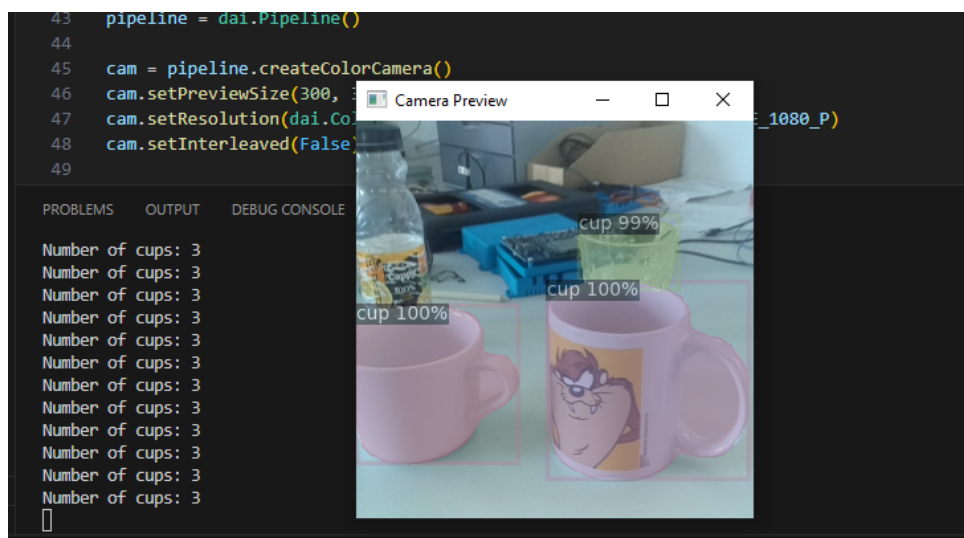 43 pipeline = dai.Pipeline()
44
45 cam = pipeline.createColorCamera()
46 cam.setPreviewSize(300, 3
47 cam.setResolution(dai.Co E_1080_P)
48 cam.setInterleaved(False
49
Camera Preview
PROBLEMS OUTPUT DEBUG CONSOLE
Number of cups: 3
Number of cups: 3
Number of cups: 3
Number of cups: 3
Number of cups: 3
Number of cups: 3
Number of cups: 3
Number of cups: 3
Number of cups: 3
Number of cups: 3
Number of cups: 3
Number of cups: 3
cup 99%
cup 100%
cup 100%
Cappy
100%